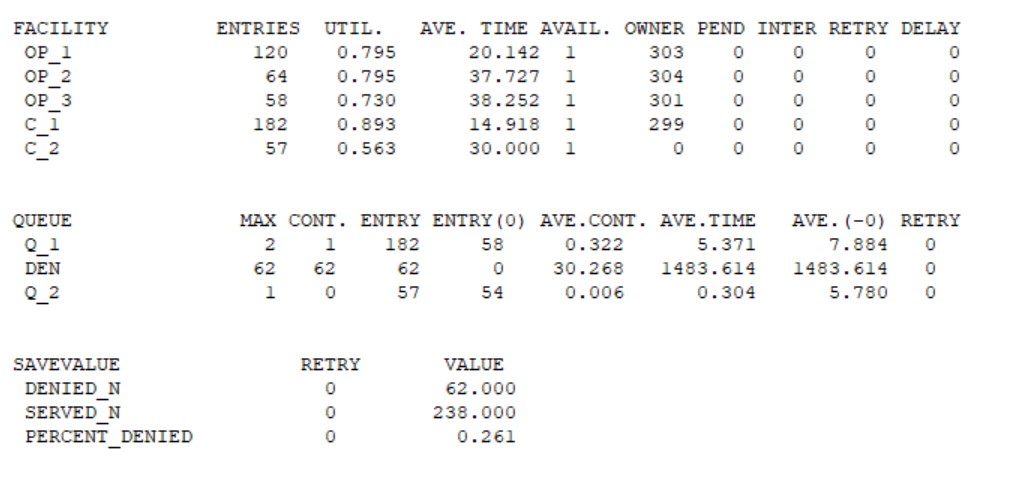 FACILITY ENTRIES UTIL. AVE. TIME AVAIL. OWNER PEND INTER RETRY DELAY
OP_1 120 0.795 20.142 1 303 0 0 0 0
OP_2 64 0.795 37.727 1 304 0 0 0 0
OP_3 58 0.730 38.252 1 301 0 0 0 0
C_1 182 0.893 14.918 1 299 0 0 0 0
C_2 57 0.563 30.000 1 0 0 0 0 0
QUEUE MAX CONT. ENTRY ENTRY(0) AVE.CONT. AVE.TIME AVE.(-0) RETRY
Q_1 2 1 182 58 0.322 5.371 7.884 0
DEN 62 62 62 0 30.268 1483.614 1483.614 0
Q_2 1 0 57 54 0.006 0.304 5.780 0
SAVEVALUE RETRY VALUE
DENIED_N 0 62.000
SERVED_N 0 238.000
PERCENT_DENIED 0 0.261